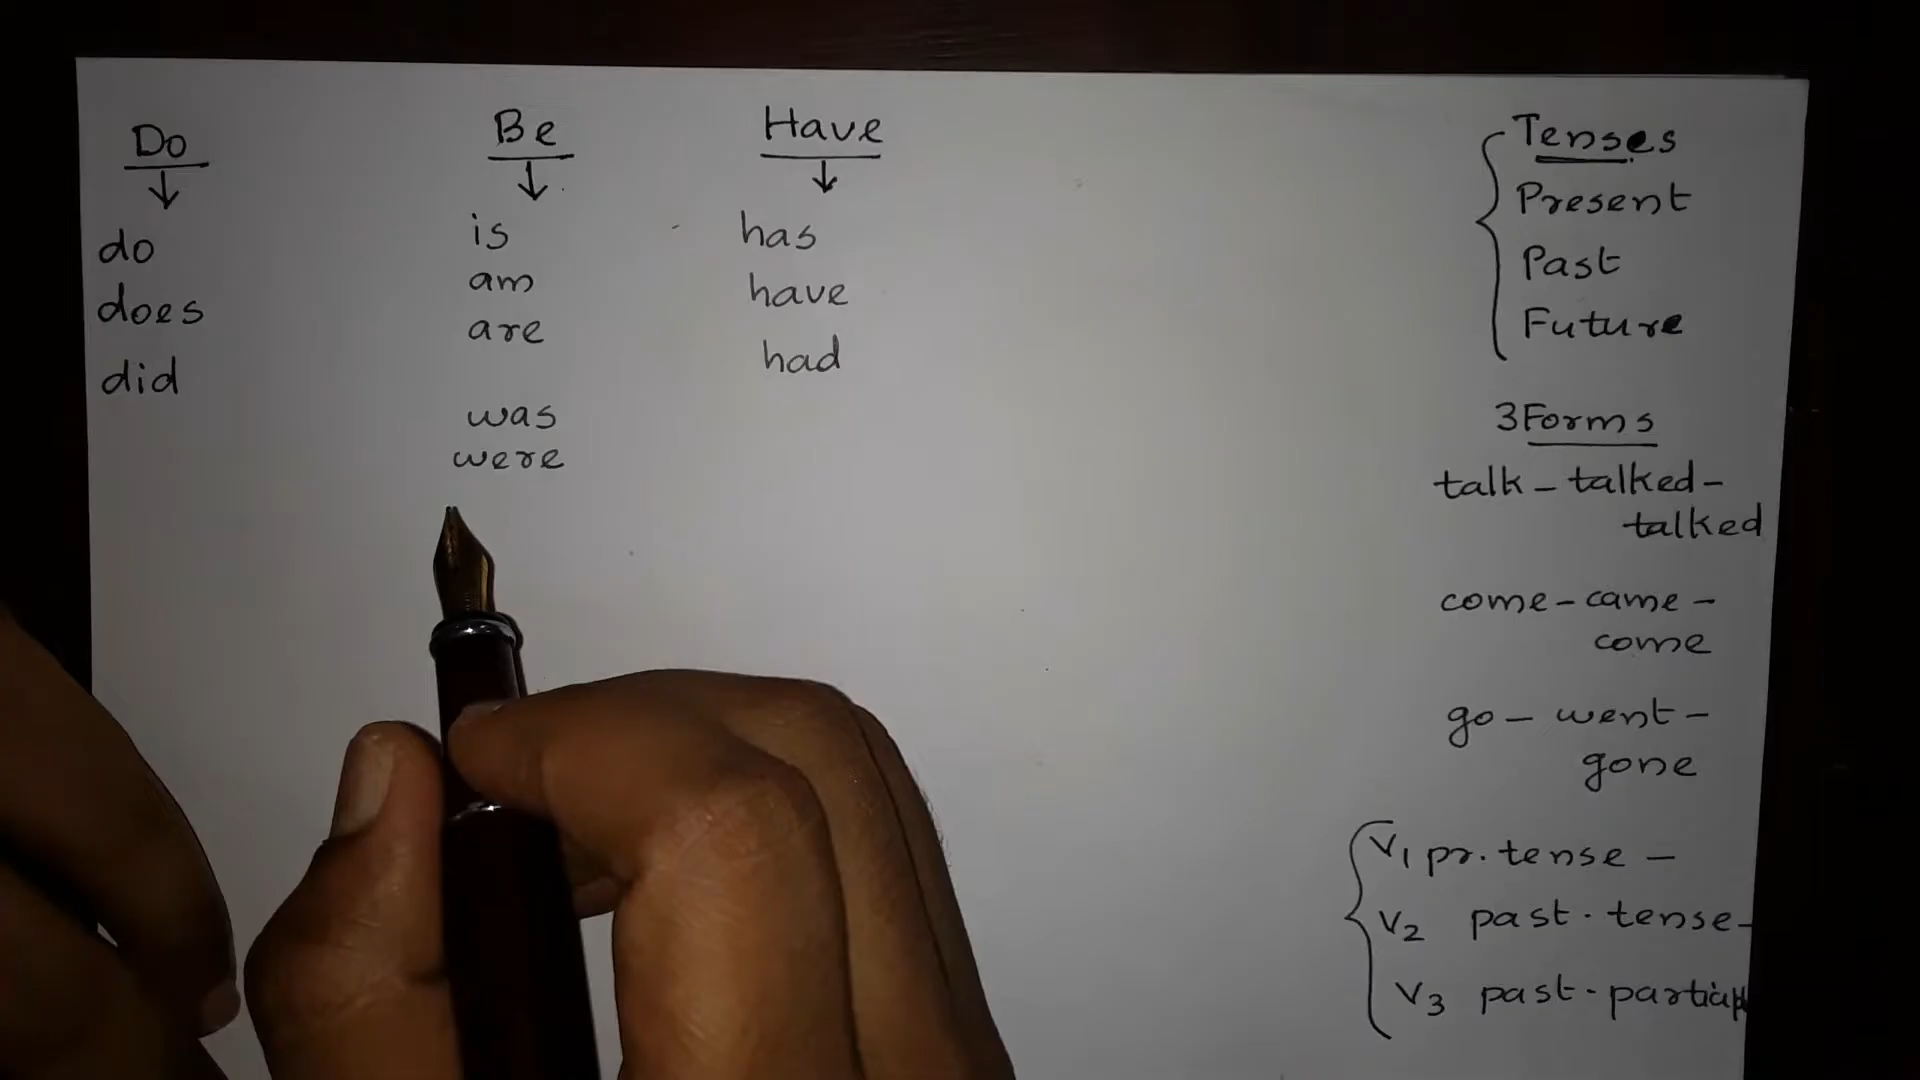 Do
do
does
did
Be
is
am
are
was
were
Have
has
have
had
Tenses
Present
Past
Future
3Forms
talk - talked -
talked
come - came -
come
go - went -
gone
V1 pr. tense -
V2 past. tense -
V3 past - particip